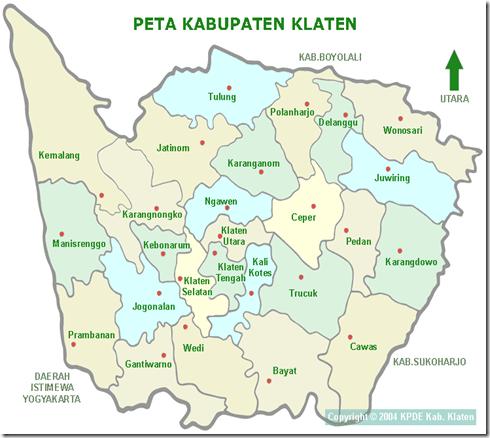 PETA KABUPATEN KLATEN
KAB.BOYOLALI
UTARA
Tulung
Polanharjo
Delanggu
Wonosari
Kemalang
Jatinom
Karanganom
Juwiring
Karangnongko
Ngawen
Ceper
Manisrenggo
Kebonarum
Klaten
Utara
Pedan
Karangdowo
Klaten
Tengah
Kali
Kotes
Jogonalan
Klaten
Selatan
Trucuk
Prambanan
Gantiwarno
Wedi
Bayat
Cawas
KAB.SUKOHARJO
DAERAH
ISTIMEWA
YOGYAKARTA
Copyright © 2004 KPDE Kab. Klaten